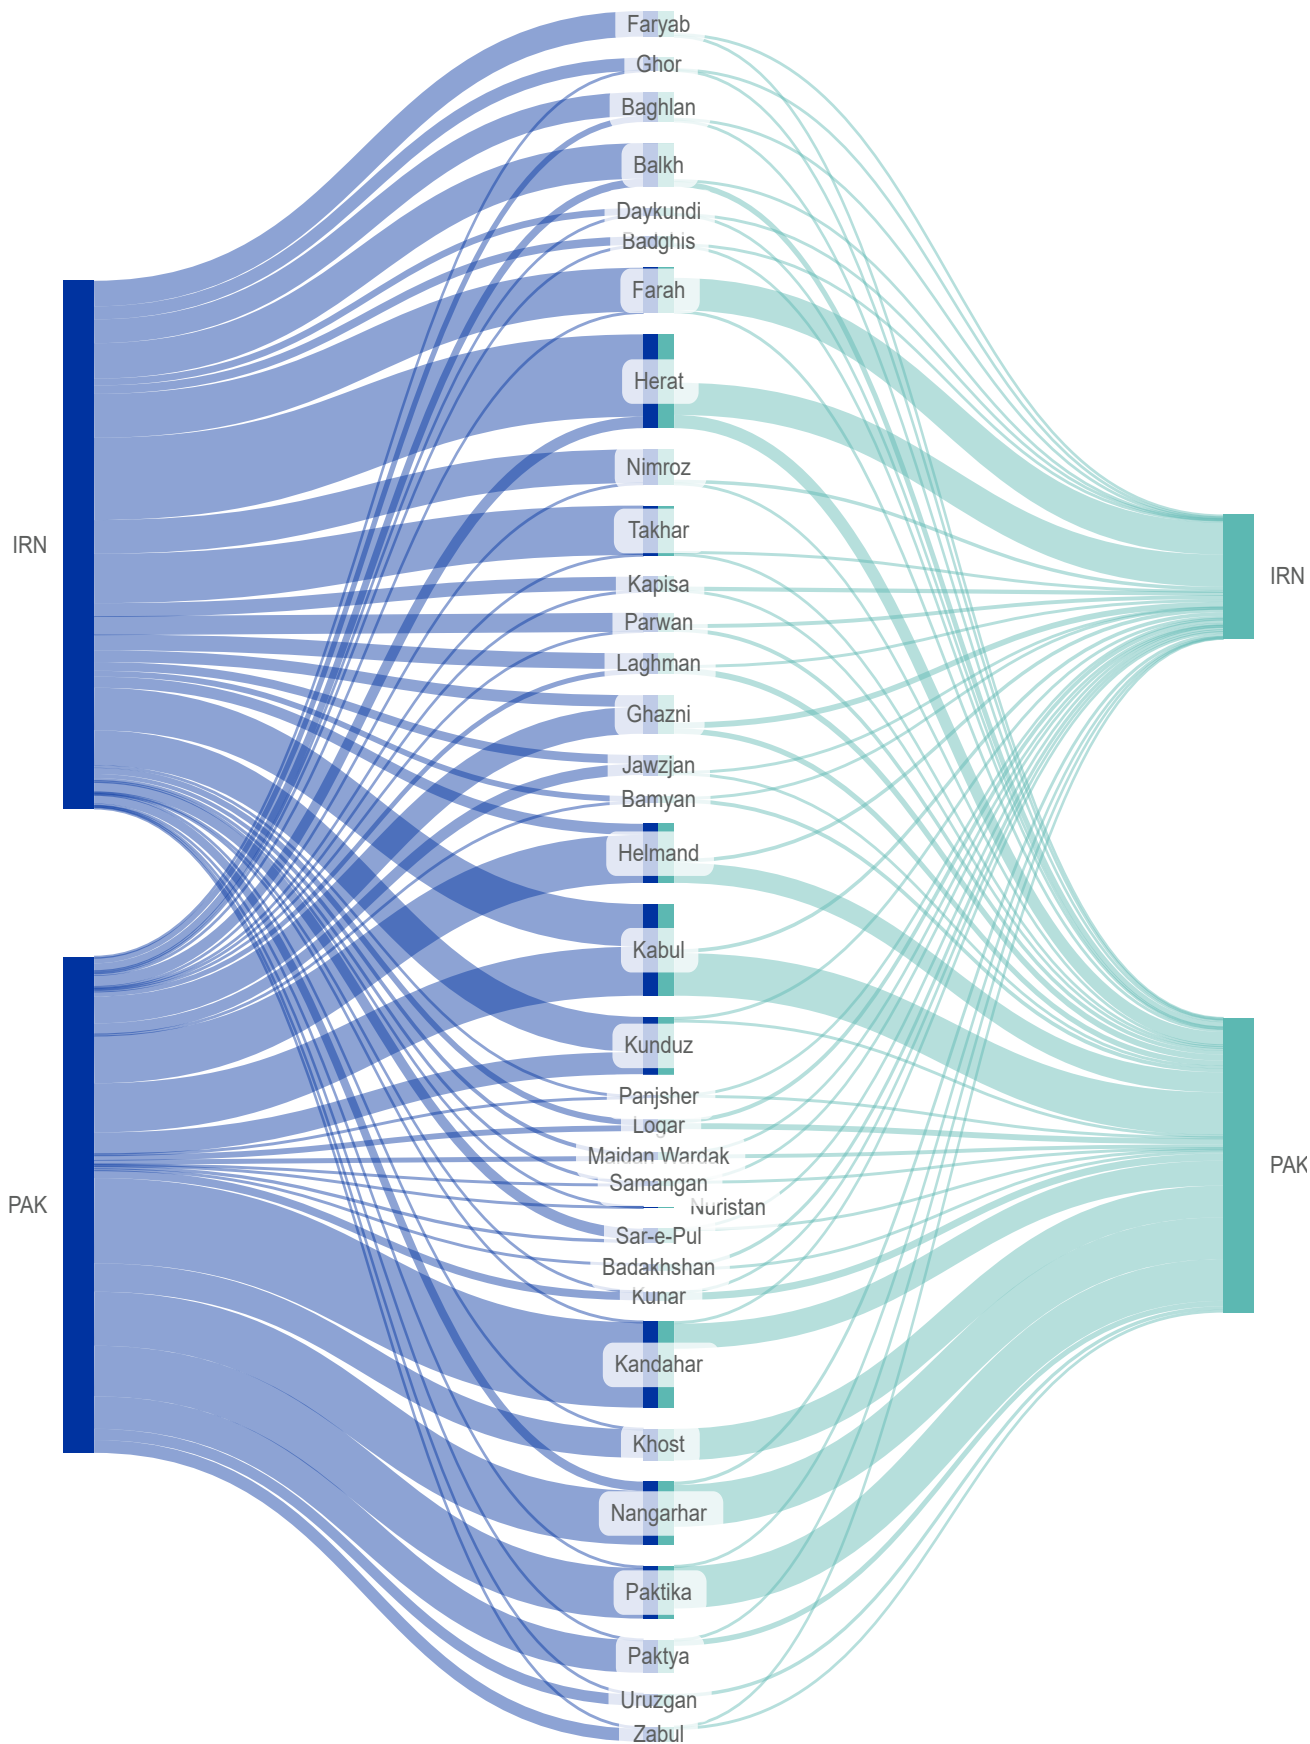 Faryab
Ghor
Baghlan
Balkh
Daykundi
Badghis
Farah
Herat
Nimroz
Takhar
IRN
IRN
Kapisa
Parwan
Laghman
Ghazni
Jawzjan
Bamyan
Helmand
Kabul
Kunduz
Panjsher
Logar
Maidan Wardak
PAK
Samangan
PAK
Nuristan
Sar-e-Pul
Badakhshan
Kunar
Kandahar
Khost
Nangarhar
Paktika
Paktya
Uruzgan
Zabul